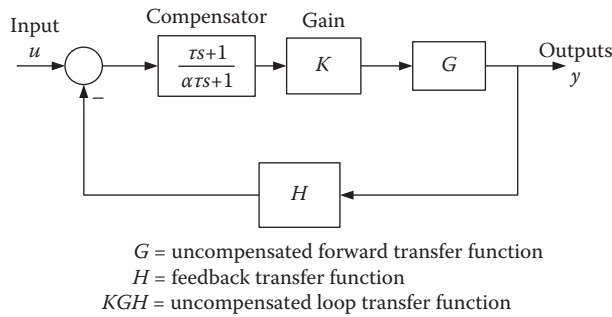 Compensator
Input
Gain
u
τs+1
ατs+1
K
G
Outputs
y
−
H
G = uncompensated forward transfer function
H = feedback transfer function
KGH = uncompensated loop transfer function